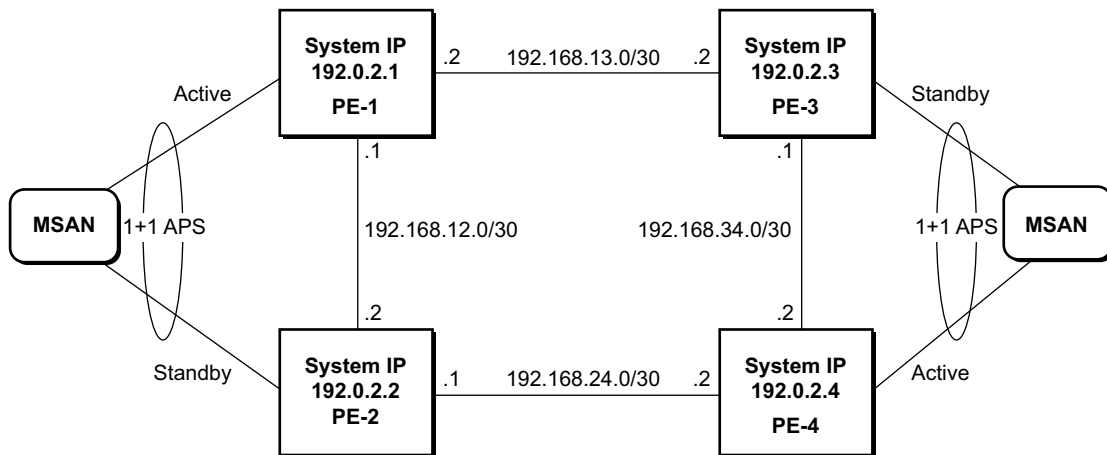 System IP
192.0.2.1
PE-1
.2
192.168.13.0/30
.2
System IP
192.0.2.3
PE-3
Active
Standby
.1
.1
MSAN
1+1 APS
192.168.12.0/30
192.168.34.0/30
1+1 APS
MSAN
.2
.2
Standby
System IP
192.0.2.2
PE-2
.1
192.168.24.0/30
.2
System IP
192.0.2.4
PE-4
Active